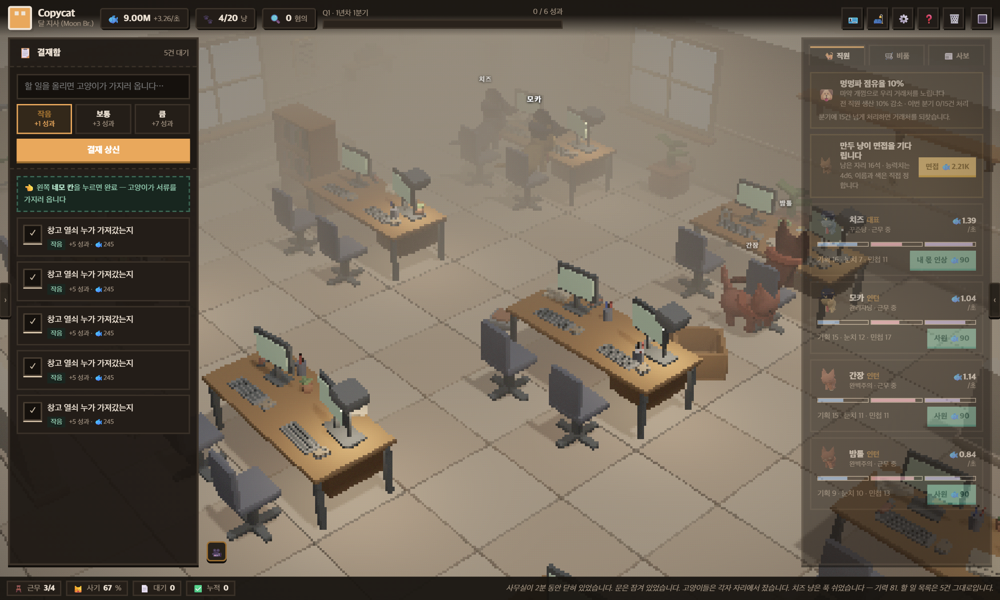 Copycat
달 지사 (Moon Br.)
9.00M +3.26/초
4/20 냥
0 혐의
Q1 · 1년차 1분기
0 / 6 성과
결재함
5건 대기
할 일을 올리면 고양이가 가지러 옵니다…
작음
+1 성과
보통
+3 성과
큼
+7 성과
결재 상신
왼쪽 네모 칸을 누르면 완료 — 고양이가 서류를
가지러 옵니다
창고 열쇠 누가 가져갔는지
작음 +5 성과 · 245
창고 열쇠 누가 가져갔는지
작음 +5 성과 · 245
창고 열쇠 누가 가져갔는지
작음 +5 성과 · 245
창고 열쇠 누가 가져갔는지
작음 +5 성과 · 245
창고 열쇠 누가 가져갔는지
작음 +5 성과 · 245
치즈
모카
밤톨
간장
직원
비품
사보
멍멍파 점유율 10%
마약 개껌으로 우리 거래처를 노립니다
전 직원 생산 10% 감소 · 이번 분기 0/15건 처리
분기에 15건 넘게 처리하면 거래처를 되찾습니다.
만두 냥이 면접을 기다
립니다
남은 자리 16석 · 능력치는
4d6, 이름과 색은 직접 정
합니다
면접 2.21K
치즈 대표
꾸준냥 · 근무 중
1.39
/초
기획 16 · 눈치 7 · 민첩 11
내 몫 인상 90
모카 인턴
관리자냥 · 근무 중
1.04
/초
기획 15 · 눈치 12 · 민첩 17
사원 90
간장 인턴
완벽주의 · 근무 중
1.14
/초
기획 15 · 눈치 11 · 민첩 11
사원 90
밤톨 인턴
완벽주의 · 근무 중
0.84
/초
기획 9 · 눈치 10 · 민첩 13
사원 90
근무 3/4
사기 67 %
대기 0
누적 0
사무실이 2분 동안 닫혀 있었습니다. 문은 잠겨 있었습니다. 고양이들은 각자 자리에서 잤습니다. 치즈 냥은 푹 쉬었습니다 — 기력 81. 할 일 목록은 5건 그대로입니다.